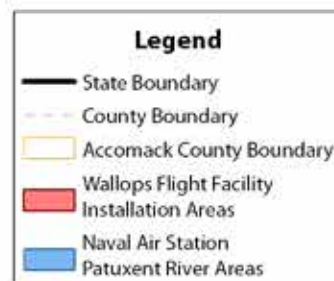 Legend
State Boundary
County Boundary
Accomack County Boundary
Wallops Flight Facility
Installation Areas
Naval Air Station
Patuxent River Areas